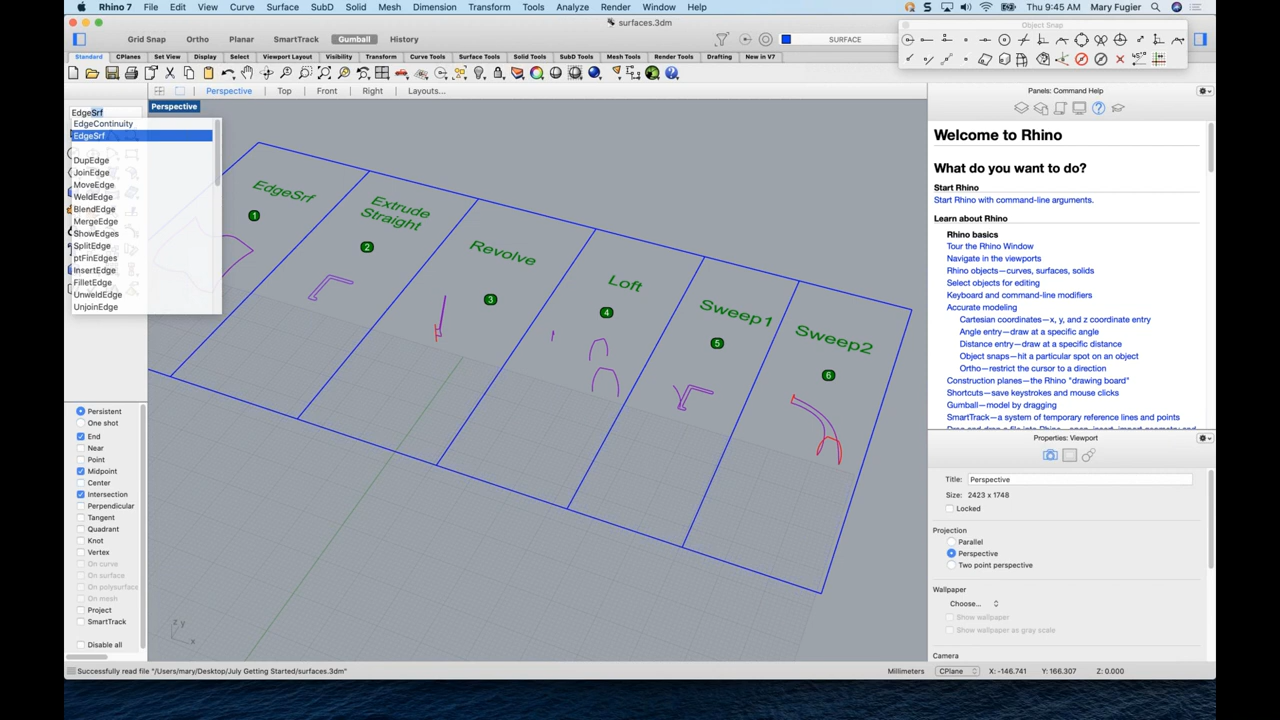 Rhino 7 File Edit View Curve Surface SubD Solid Mesh Dimension Transform Tools Analyze Render Window Help Thu 9:45 AM Mary Fugier
surfaces.3dm
Object Snap
Grid Snap Ortho Planar SmartTrack Gumball History
SURFACE
Standard CPlanes Set View Display Select Viewport Layout Visibility Transform Curve Tools Surface Tools Solid Tools SubD Tools Mesh Tools Render Tools Drafting New in V7
Perspective Top Front Right Layouts...
Perspective
EdgeSrf
EdgeContinuity
EdgeSrf
DupEdge
JoinEdge
MoveEdge
WeldEdge
BlendEdge
MergeEdge
ShowEdges
SplitEdge
ptFinEdges
InsertEdge
FilletEdge
UnweldEdge
UnjoinEdge
Persistent
One shot
End
Near
Point
Midpoint
Center
Intersection
Perpendicular
Tangent
Quadrant
Knot
Vertex
On curve
On surface
On polysurface
On mesh
Project
SmartTrack
Disable all
EdgeSrf
1
Extrude
Straight
2
Revolve
3
Loft
4
Sweep1
5
Sweep2
6
z y
x
Panels: Command Help
Welcome to Rhino
What do you want to do?
Start Rhino
Start Rhino with command-line arguments.
Learn about Rhino
Rhino basics
Tour the Rhino Window
Navigate in the viewports
Rhino objects—curves, surfaces, solids
Select objects for editing
Keyboard and command-line modifiers
Accurate modeling
Cartesian coordinates—x, y, and z coordinate entry
Angle entry—draw at a specific angle
Distance entry—draw at a specific distance
Object snaps—hit a particular spot on an object
Ortho—restrict the cursor to a direction
Construction planes—the Rhino "drawing board"
Shortcuts—save keystrokes and mouse clicks
Gumball—model by dragging
SmartTrack—a system of temporary reference lines and points
Properties: Viewport
Title: Perspective
Size: 2423 x 1748
Locked
Projection
Parallel
Perspective
Two point perspective
Wallpaper
Choose...
Show wallpaper
Show wallpaper as gray scale
Camera
Successfully read file "/Users/mary/Desktop/July Getting Started/surfaces.3dm" Millimeters CPlane X: -146.741 Y: 166.307 Z: 0.000